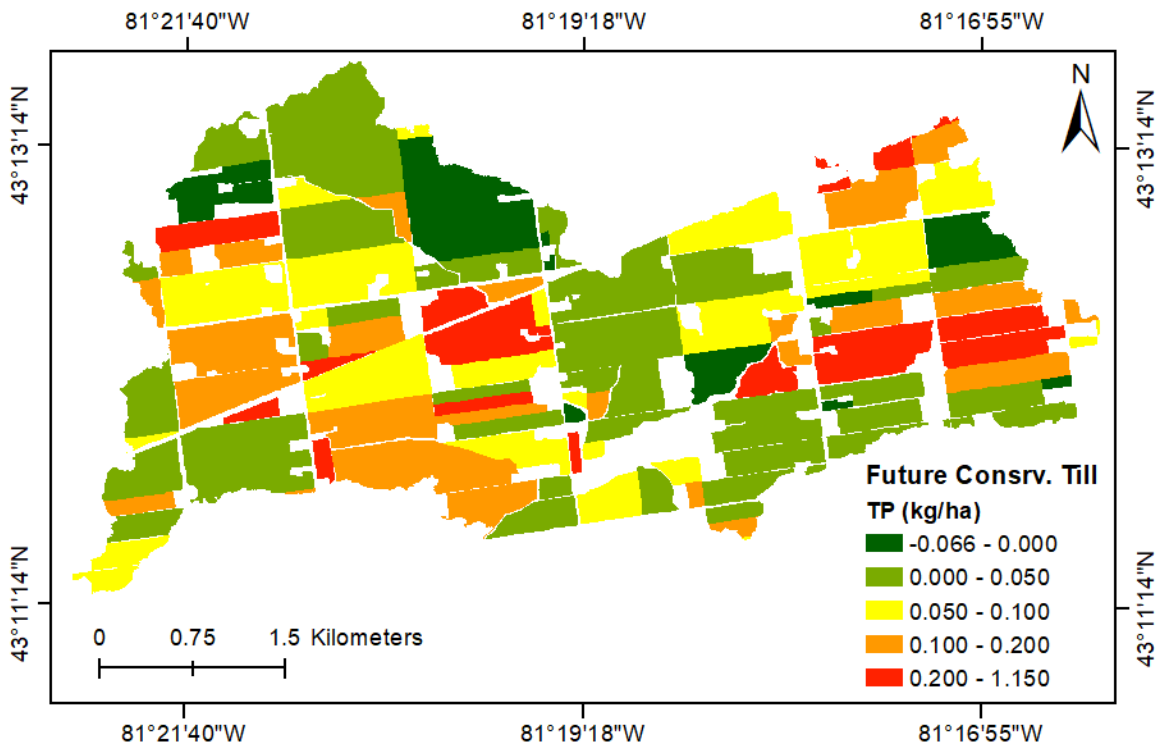 81°21'40"W 81°19'18"W 81°16'55"W
N
43°13'14"N
43°13'14"N
Future Consrv. Till
TP (kg/ha)
-0.066 - 0.000
0.000 - 0.050
0.050 - 0.100
0.100 - 0.200
0.200 - 1.150
43°11'14"N
43°11'14"N
0 0.75 1.5 Kilometers
81°21'40"W 81°19'18"W 81°16'55"W